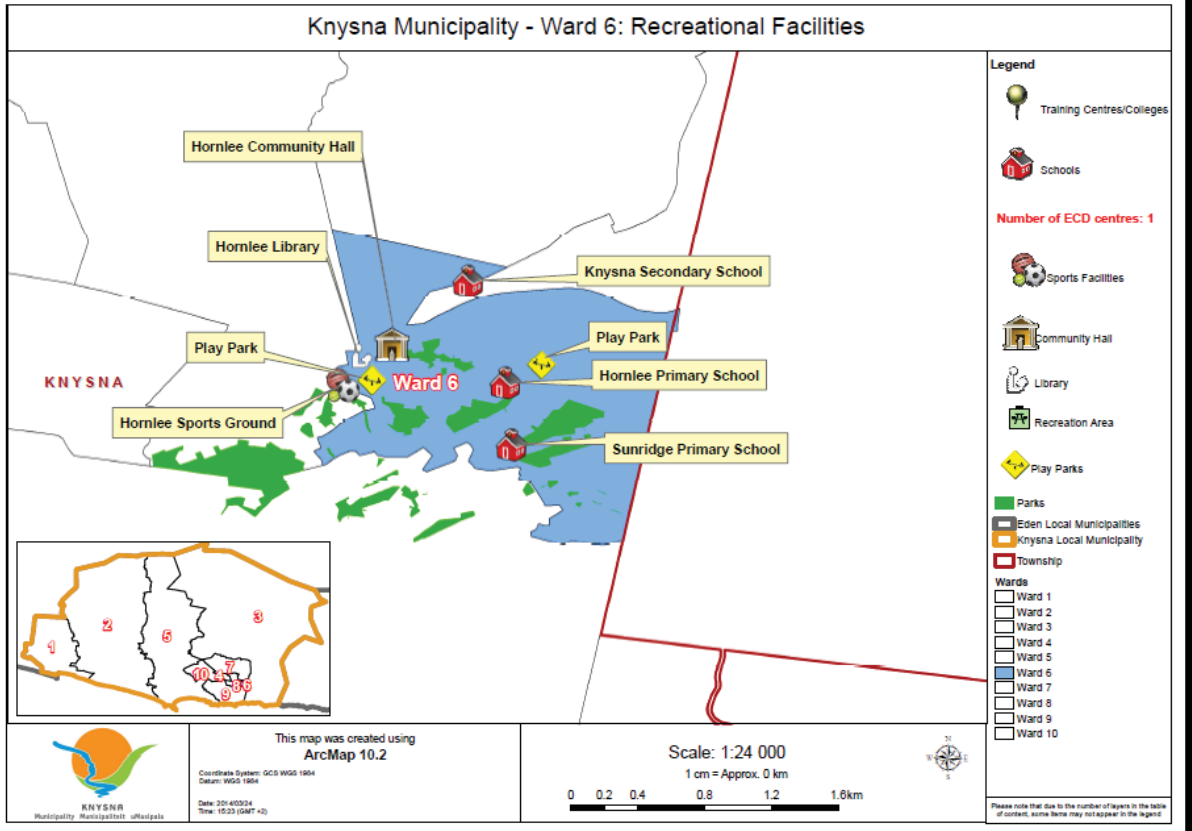 Knysna Municipality - Ward 6: Recreational Facilities
Hornlee Community Hall
Hornlee Library
Knysna Secondary School
Play Park
Play Park
KNYSNA
Ward 6
Hornlee Primary School
Hornlee Sports Ground
Sunridge Primary School
1
2
5
3
7
10
4
8
6
9
Legend
Training Centres/Colleges
Schools
Number of ECD centres: 1
Sports Facilities
Community Hall
Library
Recreation Area
Play Parks
Parks
Eden Local Municipalities
Knysna Local Municipality
Township
Wards
Ward 1
Ward 2
Ward 3
Ward 4
Ward 5
Ward 6
Ward 7
Ward 8
Ward 9
Ward 10
KNYSNA
Municipality Munisipaliteit uMasipala
This map was created using
ArcMap 10.2
Coordinate System: GCS WGS 1984
Datum: WGS 1984
Date: 2014/03/24
Time: 15:23 (GMT +2)
Scale: 1:24 000
1 cm = Approx. 0 km
0 0.2 0.4 0.8 1.2 1.6km
N
W E
S
Please note that due to the number of layers in the table
of content, some items may not appear in the legend